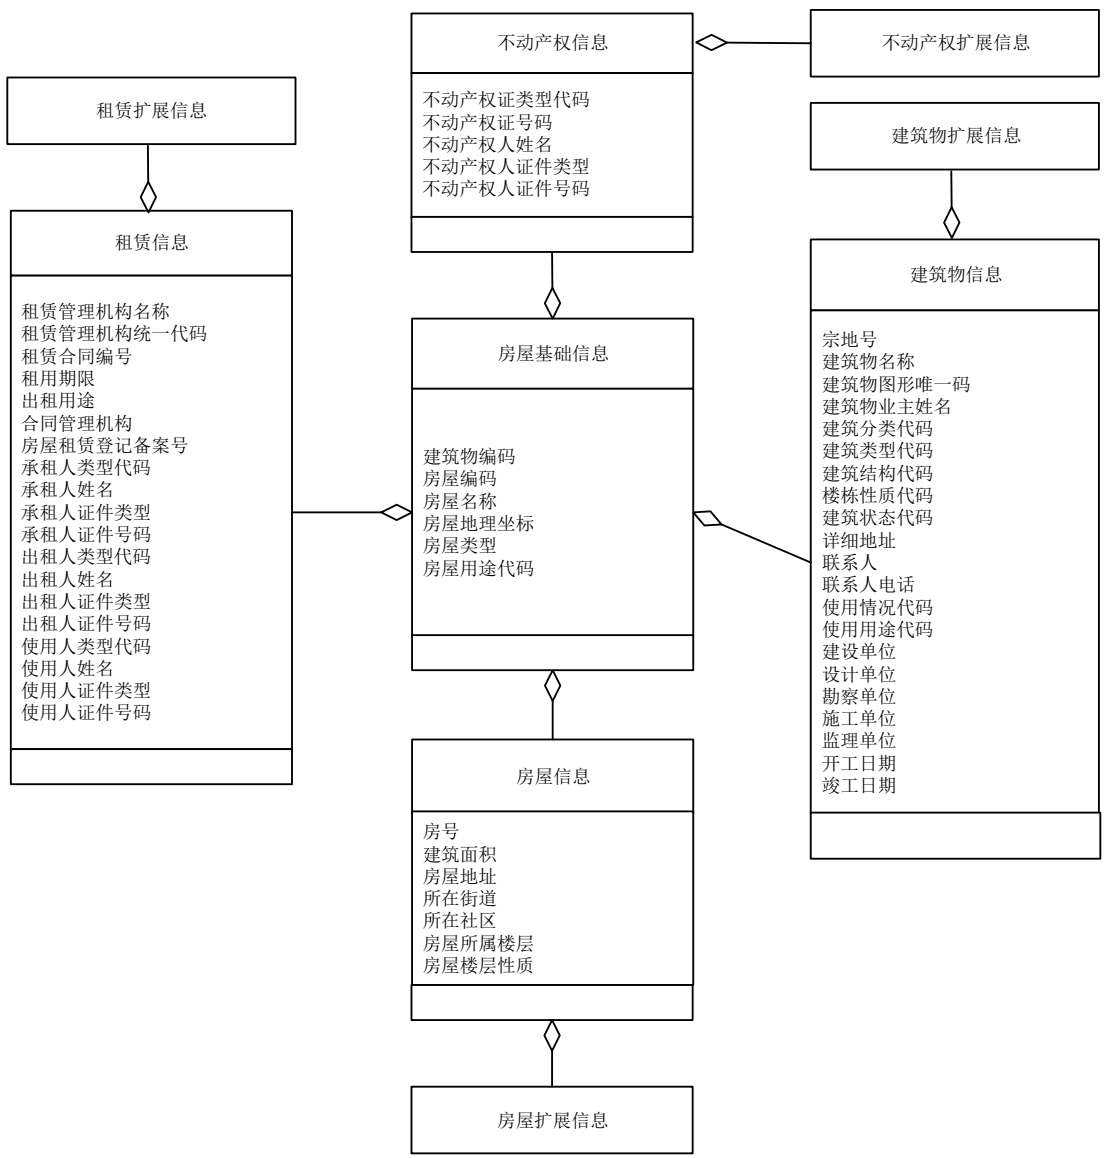 不动产权信息
不动产权证类型代码
不动产权证号码
不动产权人姓名
不动产权人证件类型
不动产权人证件号码
不动产权扩展信息
租赁扩展信息
建筑物扩展信息
租赁信息
租赁管理机构名称
租赁管理机构统一代码
租赁合同编号
租用期限
出租用途
合同管理机构
房屋租赁登记备案号
承租人类型代码
承租人姓名
承租人证件类型
承租人证件号码
出租人类型代码
出租人姓名
出租人证件类型
出租人证件号码
使用人类型代码
使用人姓名
使用人证件类型
使用人证件号码
房屋基础信息
建筑物编码
房屋编码
房屋名称
房屋地理坐标
房屋类型
房屋用途代码
建筑物信息
宗地号
建筑物名称
建筑物图形唯一码
建筑物业主姓名
建筑分类代码
建筑类型代码
建筑结构代码
楼栋性质代码
建筑状态代码
详细地址
联系人
联系人电话
使用情况代码
使用用途代码
建设单位
设计单位
勘察单位
施工单位
监理单位
开工日期
竣工日期
房屋信息
房号
建筑面积
房屋地址
所在街道
所在社区
房屋所属楼层
房屋楼层性质
房屋扩展信息